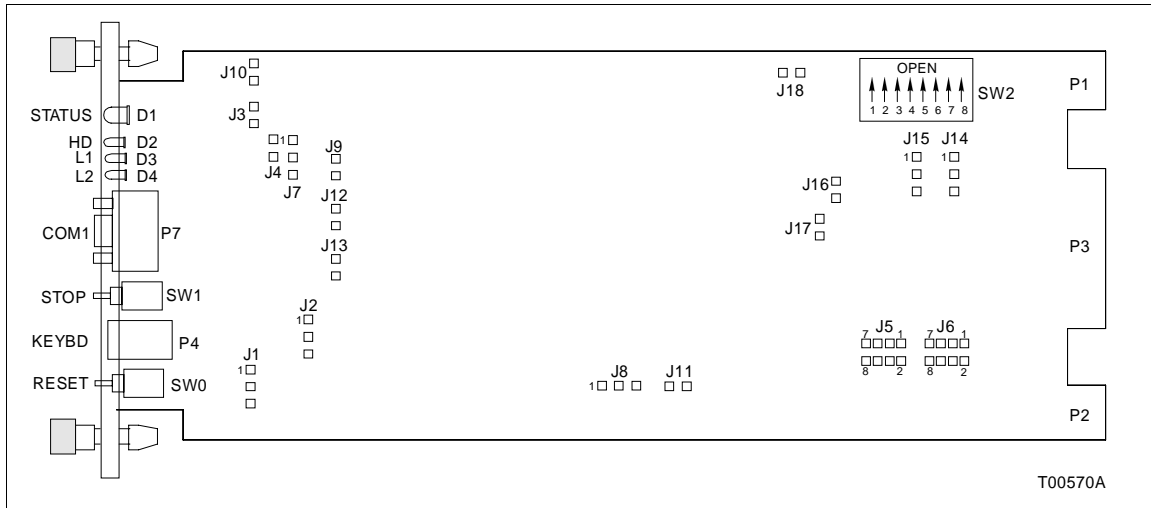 J10
J3
STATUS D1
HD D2
L1 D3
L2 D4
COM1 P7
STOP SW1
KEYBD P4
RESET SW0
J4
1
J7
J9
J12
J13
J2
1
J1
1
J8
1
J11
J18
OPEN
1 2 3 4 5 6 7 8
SW2
J15 J14
1 1
J16
J17
J5 J6
7 1 7 1
8 2 8 2
P1
P3
P2
T00570A